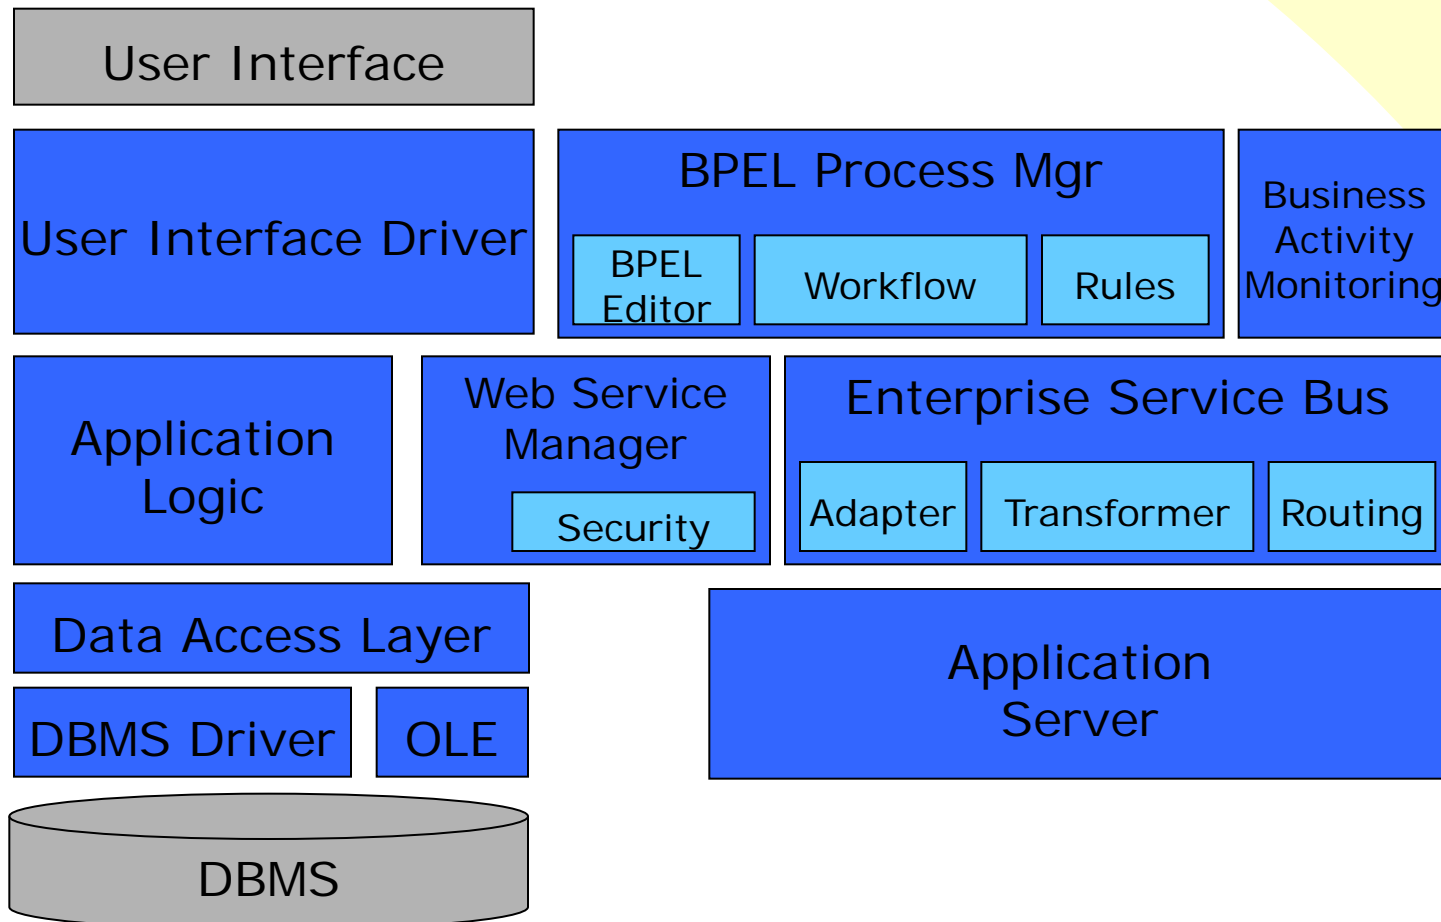 User Interface
User Interface Driver
BPEL Process Mgr
BPEL
Editor
Workflow
Rules
Business
Activity
Monitoring
Application
Logic
Web Service
Manager
Security
Enterprise Service Bus
Adapter
Transformer
Routing
Data Access Layer
DBMS Driver
OLE
Application
Server
DBMS